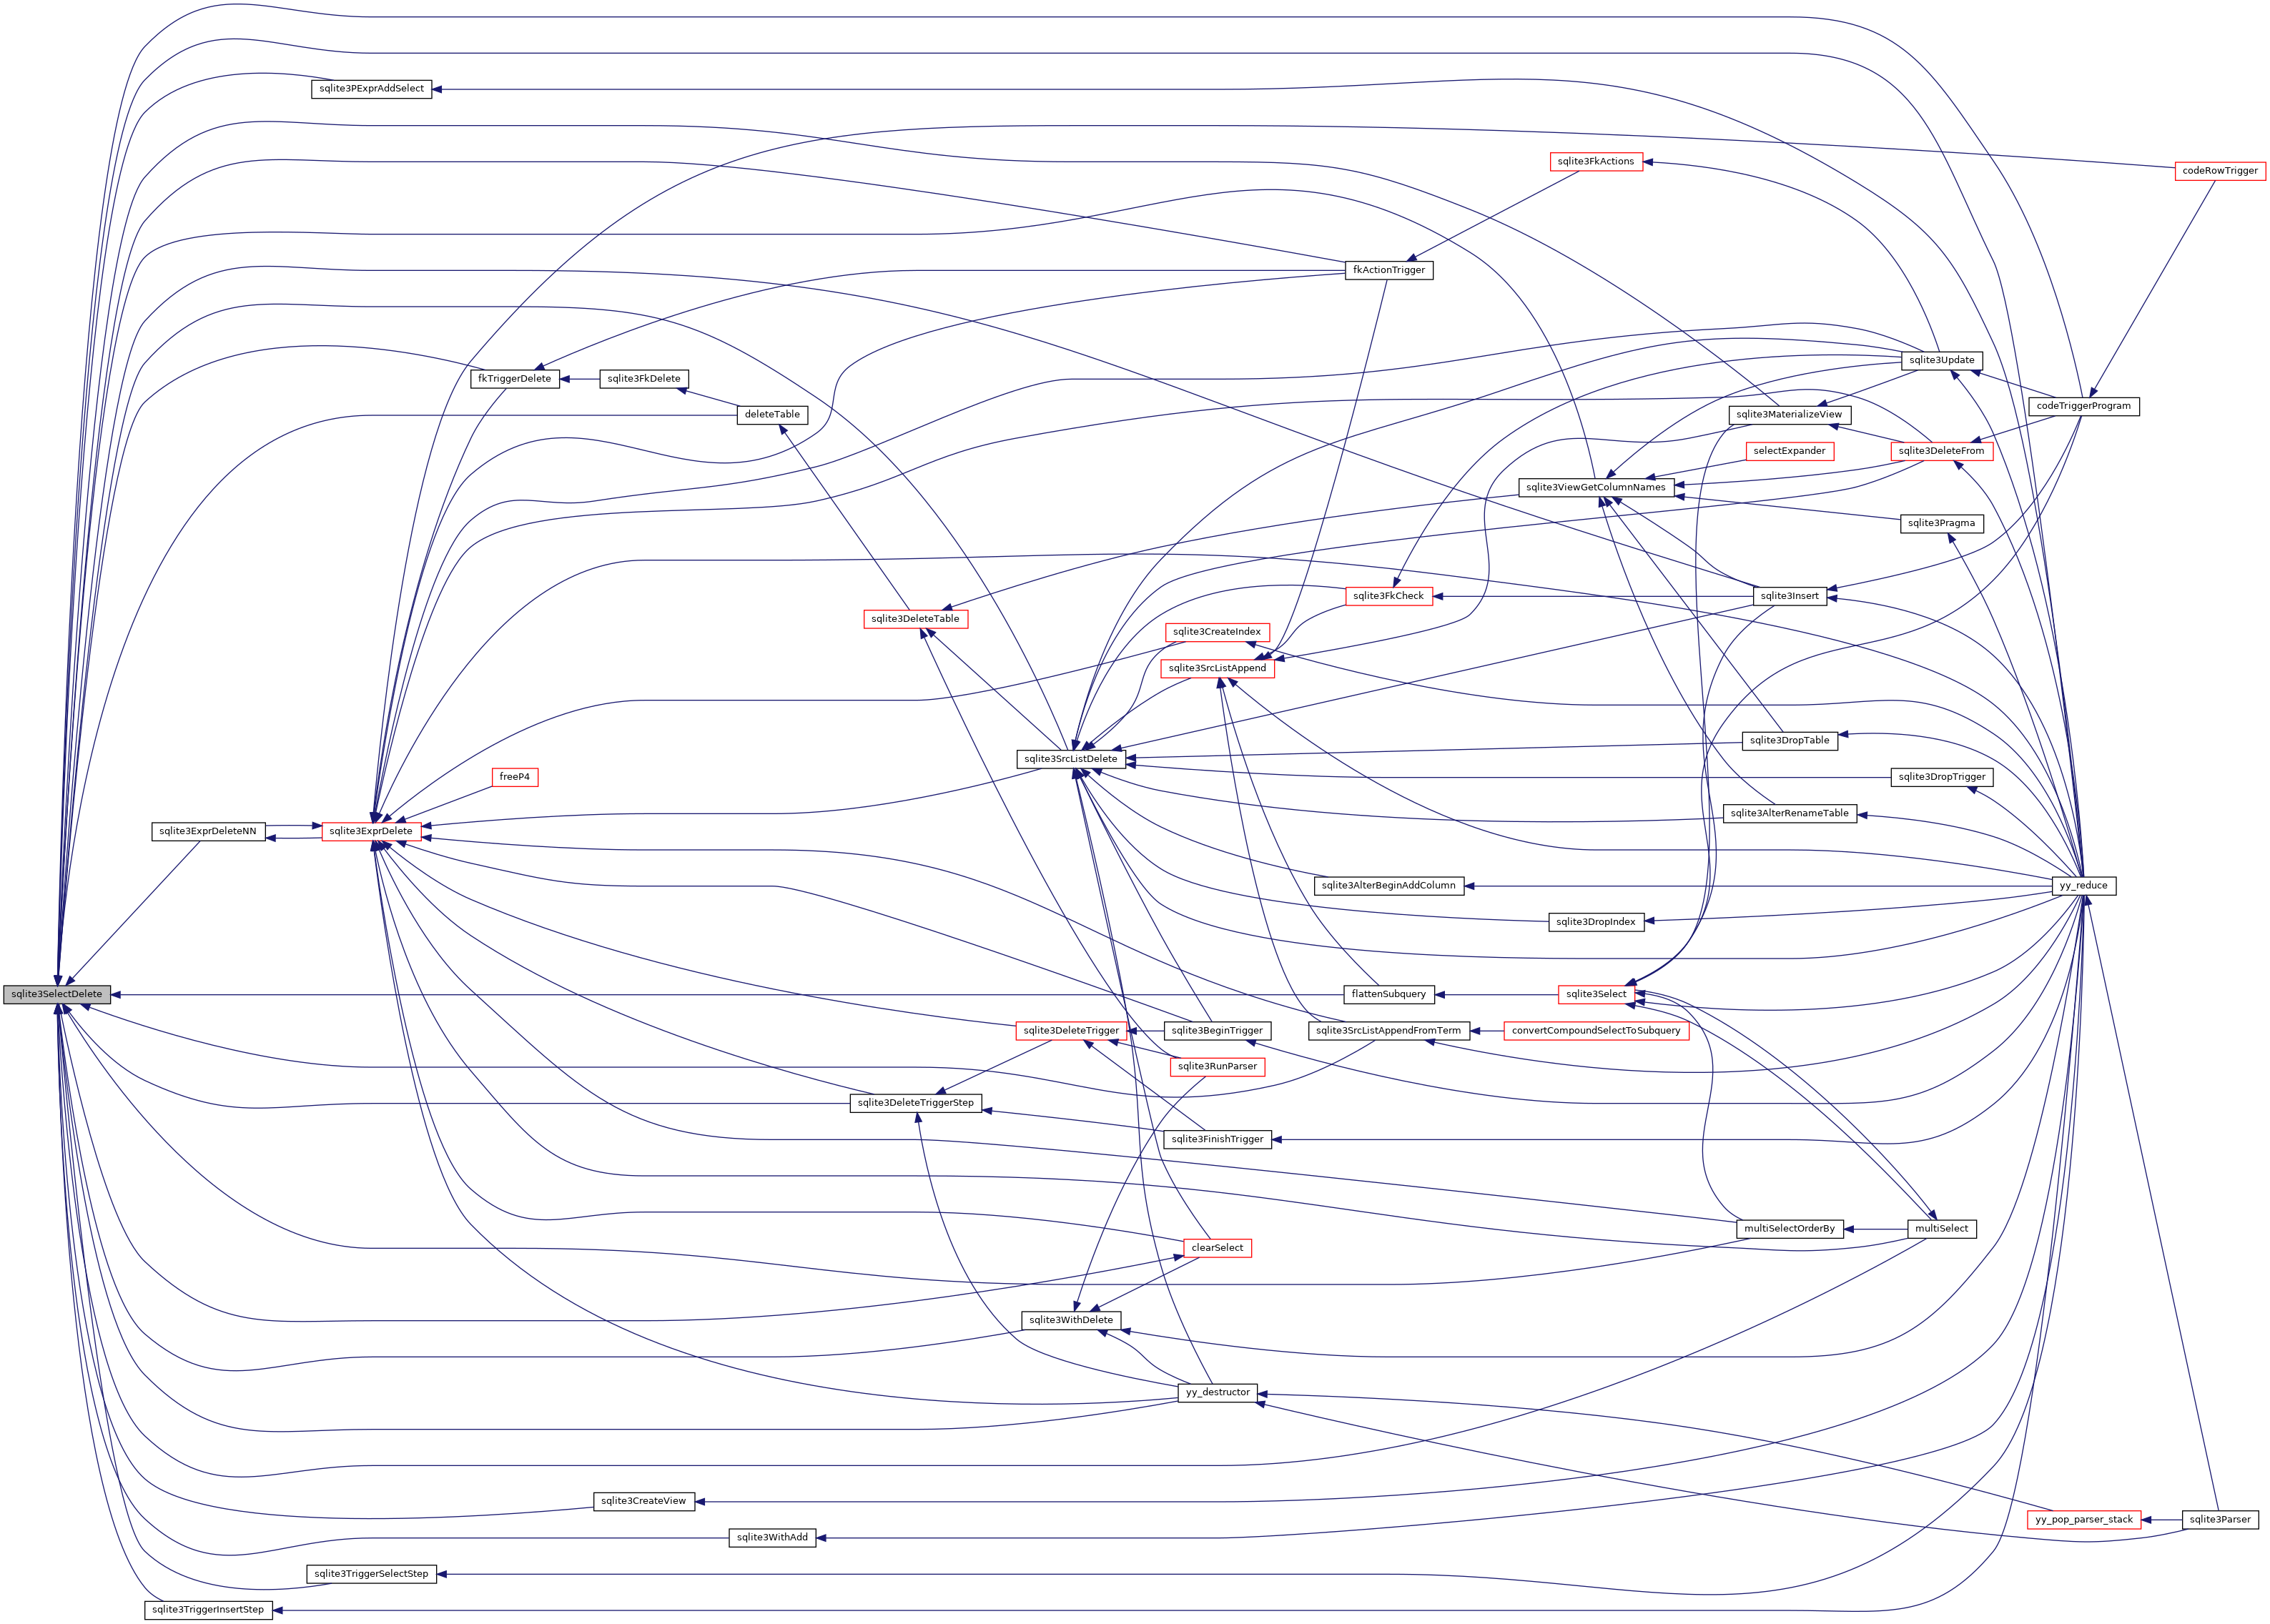 sqlite3PExprAddSelect
sqlite3FkActions
codeRowTrigger
fkActionTrigger
sqlite3Update
fkTriggerDelete
sqlite3FkDelete
codeTriggerProgram
deleteTable
sqlite3MaterializeView
selectExpander
sqlite3DeleteFrom
sqlite3ViewGetColumnNames
sqlite3Pragma
sqlite3FkCheck
sqlite3Insert
sqlite3DeleteTable
sqlite3CreateIndex
sqlite3SrcListAppend
sqlite3DropTable
sqlite3SrcListDelete
freeP4
sqlite3DropTrigger
sqlite3AlterRenameTable
sqlite3ExprDeleteNN
sqlite3ExprDelete
sqlite3AlterBeginAddColumn
yy_reduce
sqlite3DropIndex
sqlite3SelectDelete
flattenSubquery
sqlite3Select
sqlite3DeleteTrigger
sqlite3BeginTrigger
sqlite3SrcListAppendFromTerm
convertCompoundSelectToSubquery
sqlite3RunParser
sqlite3DeleteTriggerStep
sqlite3FinishTrigger
multiSelectOrderBy
multiSelect
clearSelect
sqlite3WithDelete
yy_destructor
sqlite3CreateView
yy_pop_parser_stack
sqlite3Parser
sqlite3WithAdd
sqlite3TriggerSelectStep
sqlite3TriggerInsertStep